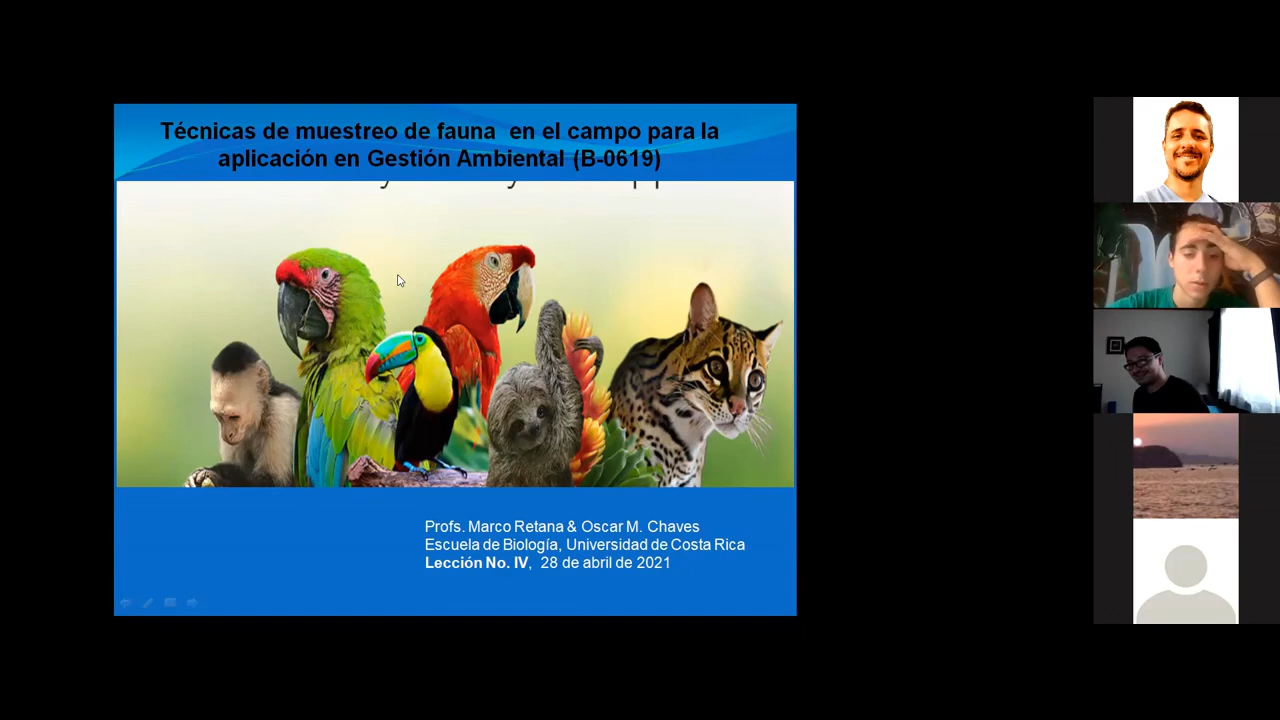 Técnicas de muestreo de fauna en el campo para la
aplicación en Gestión Ambiental (B-0619)
Profs. Marco Retana & Oscar M. Chaves
Escuela de Biología, Universidad de Costa Rica
Lección No. IV, 28 de abril de 2021